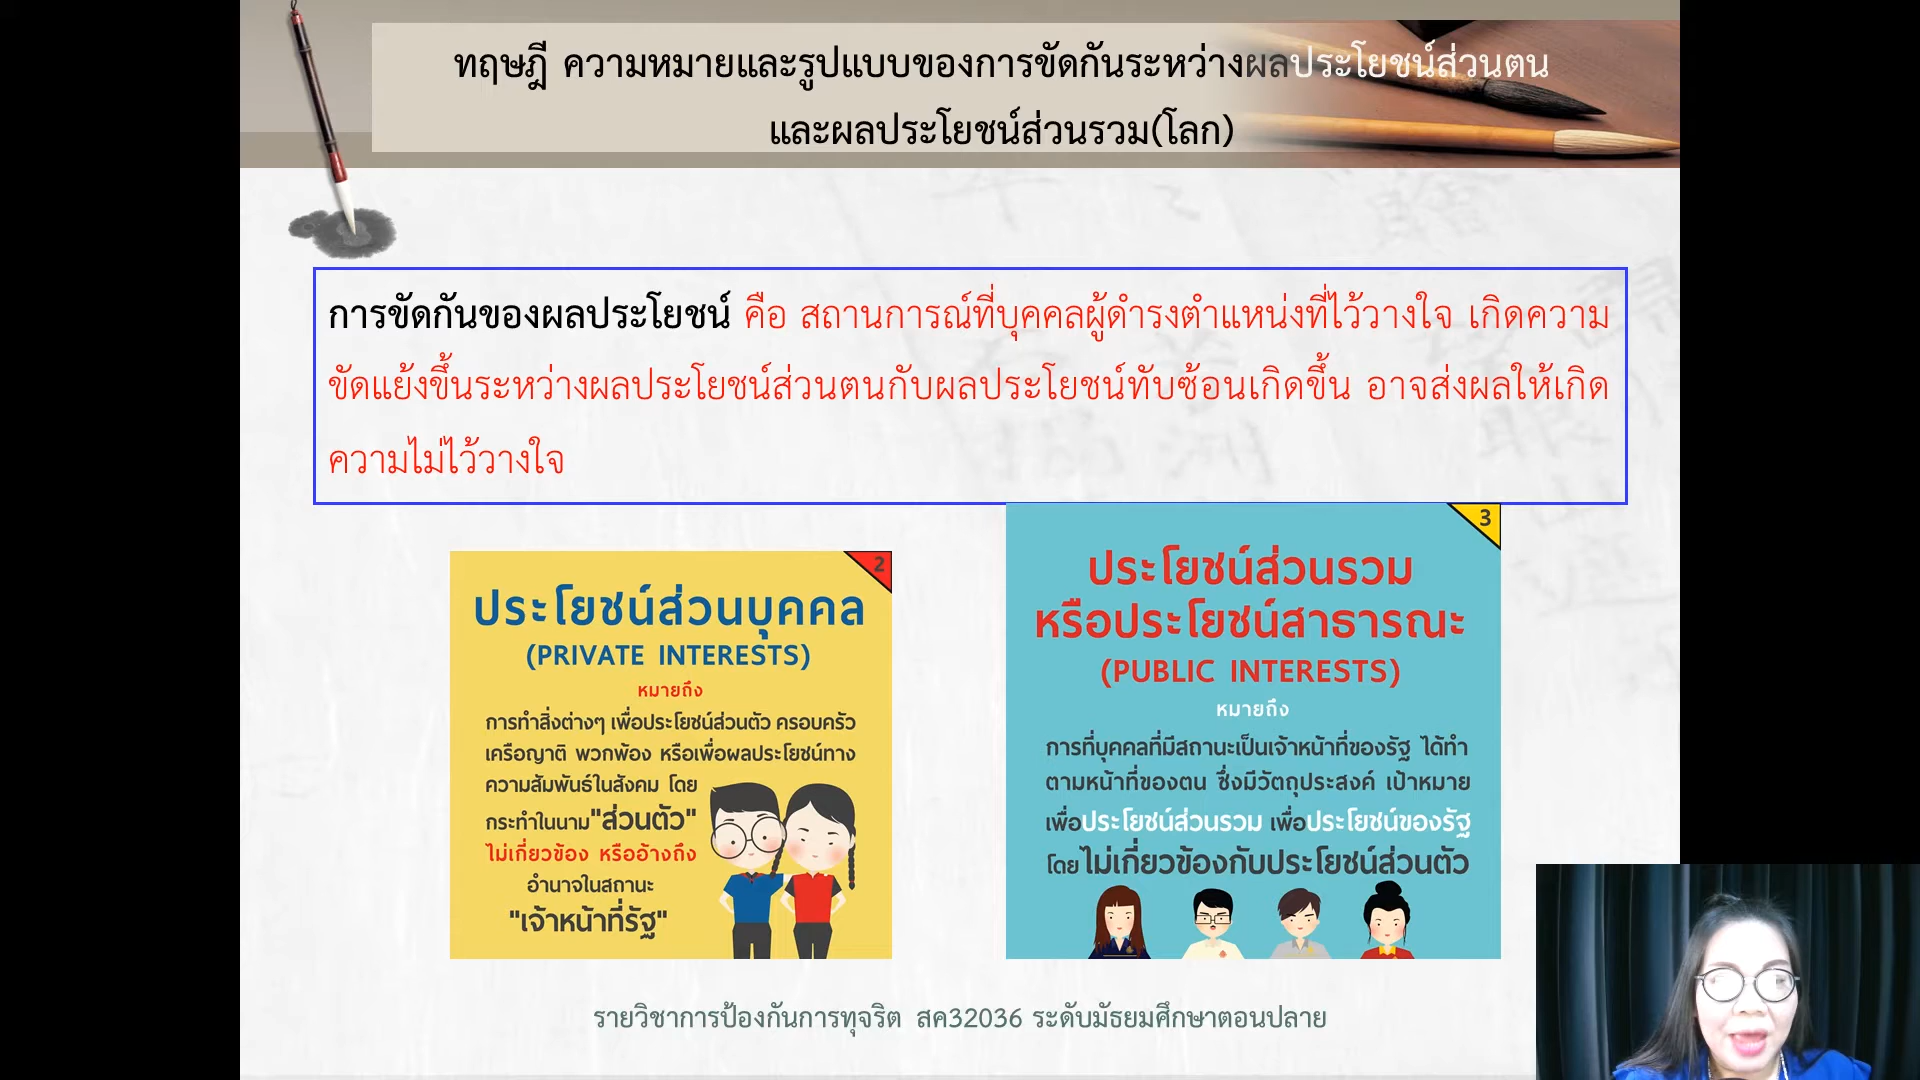 ทฤษฎี ความหมายและรูปแบบของการขัดกันระหว่างผลประโยชน์ส่วนตน
และผลประโยชน์ส่วนรวม(โลก)
การขัดกันของผลประโยชน์ คือ สถานการณ์ที่บุคคลผู้ดำรงตำแหน่งที่ไว้วางใจ เกิดความ
ขัดแย้งขึ้นระหว่างผลประโยชน์ส่วนตนกับผลประโยชน์ทับซ้อนเกิดขึ้น อาจส่งผลให้เกิด
ความไม่ไว้วางใจ
2
ประโยชน์ส่วนบุคคล
(PRIVATE INTERESTS)
หมายถึง
การทำสิ่งต่างๆ เพื่อประโยชน์ส่วนตัว ครอบครัว
เครือญาติ พวกพ้อง หรือเพื่อผลประโยชน์ทาง
ความสัมพันธ์ในสังคม โดย
กระทำในนาม"ส่วนตัว"
ไม่เกี่ยวข้อง หรืออ้างถึง
อำนาจในสถานะ
"เจ้าหน้าที่รัฐ"
3
ประโยชน์ส่วนรวม
หรือประโยชน์สาธารณะ
(PUBLIC INTERESTS)
หมายถึง
การที่บุคคลที่มีสถานะเป็นเจ้าหน้าที่ของรัฐ ได้ทำ
ตามหน้าที่ของตน ซึ่งมีวัตถุประสงค์ เป้าหมาย
เพื่อประโยชน์ส่วนรวม เพื่อประโยชน์ของรัฐ
โดยไม่เกี่ยวข้องกับประโยชน์ส่วนตัว
รายวิชาการป้องกันการทุจริต สค32036 ระดับมัธยมศึกษาตอนปลาย